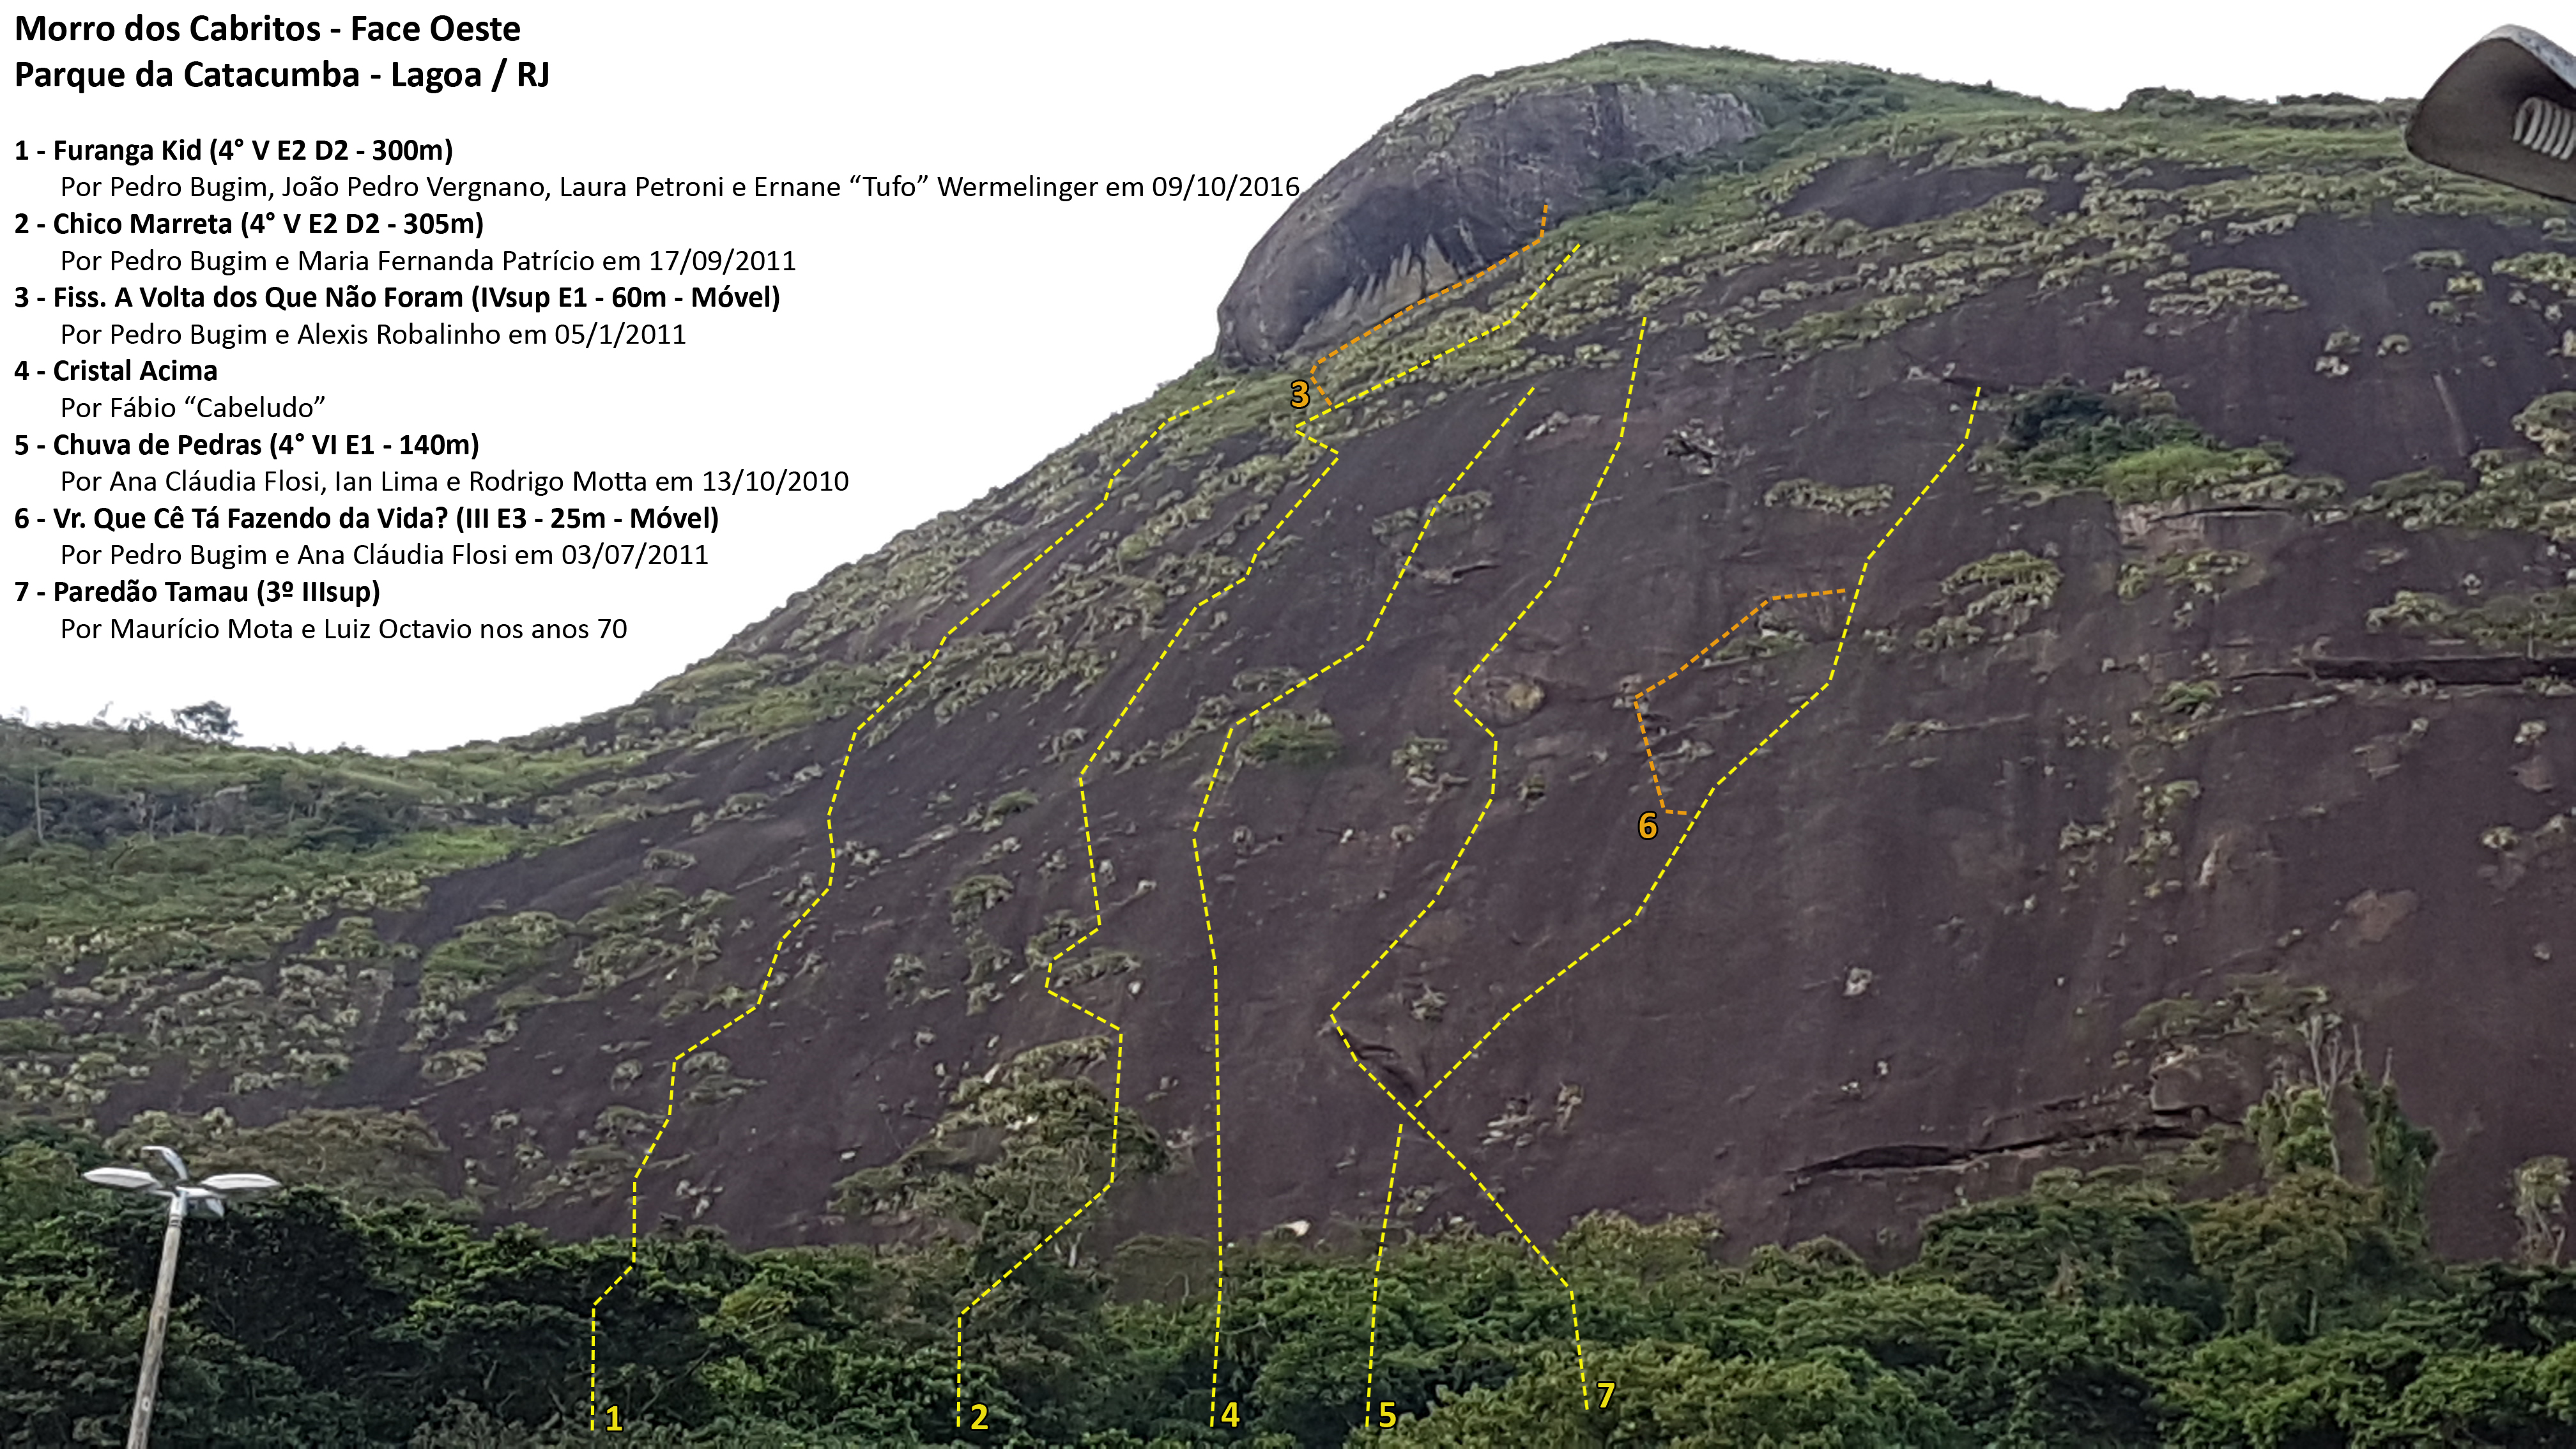 Morro dos Cabritos - Face Oeste
Parque da Catacumba - Lagoa / RJ
1 - Furanga Kid (4° V E2 D2 - 300m)
Por Pedro Bugim, João Pedro Vergnano, Laura Petroni e Ernane “Tufo” Wermelinger em 09/10/2016
2 - Chico Marreta (4° V E2 D2 - 305m)
Por Pedro Bugim e Maria Fernanda Patrício em 17/09/2011
3 - Fiss. A Volta dos Que Não Foram (IVsup E1 - 60m - Móvel)
Por Pedro Bugim e Alexis Robalinho em 05/1/2011
4 - Cristal Acima
Por Fábio “Cabeludo”
5 - Chuva de Pedras (4° VI E1 - 140m)
Por Ana Cláudia Flosi, Ian Lima e Rodrigo Motta em 13/10/2010
6 - Vr. Que Cê Tá Fazendo da Vida? (III E3 - 25m - Móvel)
Por Pedro Bugim e Ana Cláudia Flosi em 03/07/2011
7 - Paredão Tamau (3º IIIsup)
Por Maurício Mota e Luiz Octavio nos anos 70
3
6
1
2
4
5
7